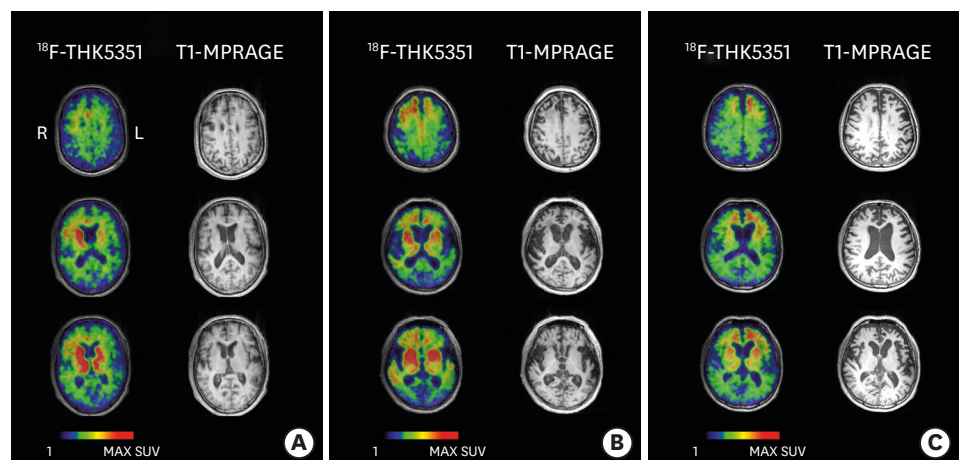 ¹⁸F-THK5351 T1-MPRAGE
R L
1 MAX SUV
A
¹⁸F-THK5351 T1-MPRAGE
1 MAX SUV
B
¹⁸F-THK5351 T1-MPRAGE
1 MAX SUV
C